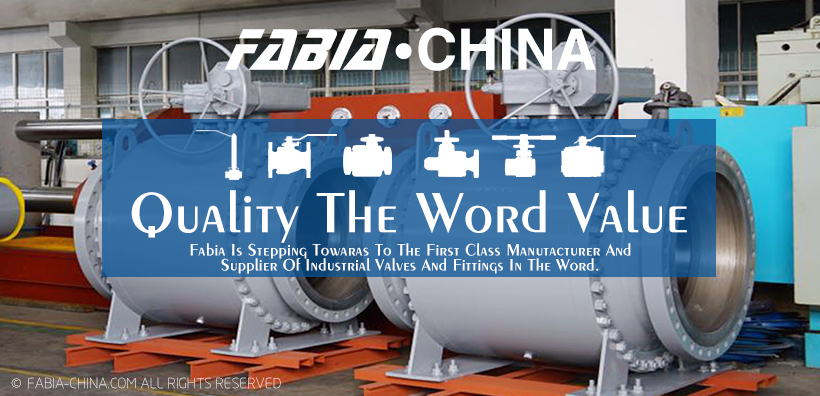 FABIA•CHINA
Quality The Word Value
Fabia Is Stepping Towaras To The First Class Manutacturer And
Supplier Of Industrial Valves And Fittings In The Word.
© FABIA-CHINA.COM ALL RIGHTS RESERVED